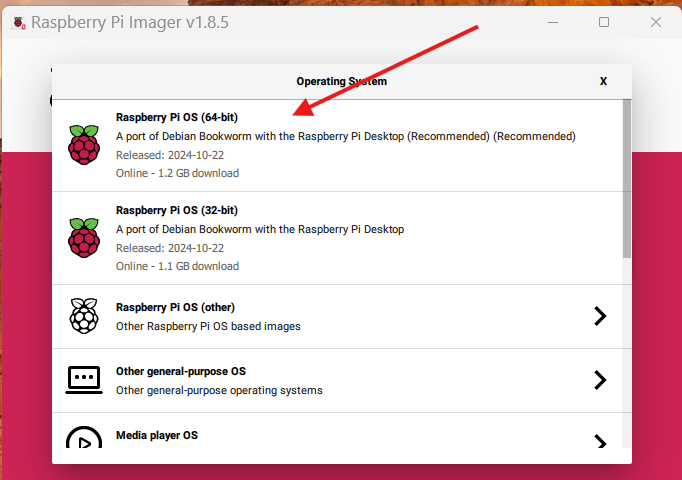 Raspberry Pi Imager v1.8.5
Operating System
X
Raspberry Pi OS (64-bit)
A port of Debian Bookworm with the Raspberry Pi Desktop (Recommended) (Recommended)
Released: 2024-10-22
Online - 1.2 GB download
Raspberry Pi OS (32-bit)
A port of Debian Bookworm with the Raspberry Pi Desktop
Released: 2024-10-22
Online - 1.1 GB download
Raspberry Pi OS (other)
Other Raspberry Pi OS based images
Other general-purpose OS
Other general-purpose operating systems
Media player OS